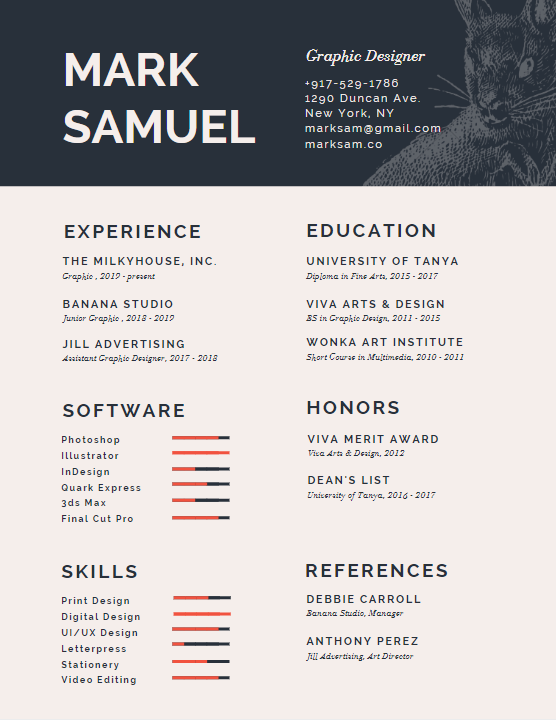 MARK
SAMUEL
Graphic Designer
+917-529-1786
1290 Duncan Ave.
New York, NY
marksam@gmail.com
marksam.co
EXPERIENCE
THE MILKYHOUSE, INC.
Graphic , 2019 - present
BANANA STUDIO
Junior Graphic , 2018 - 2019
JILL ADVERTISING
Assistant Graphic Designer, 2017 - 2018
SOFTWARE
Photoshop
Illustrator
InDesign
Quark Express
3ds Max
Final Cut Pro
SKILLS
Print Design
Digital Design
UI/UX Design
Letterpress
Stationery
Video Editing
EDUCATION
UNIVERSITY OF TANYA
Diploma in Fine Arts, 2015 - 2017
VIVA ARTS & DESIGN
BS in Graphic Design, 2011 - 2015
WONKA ART INSTITUTE
Short Course in Multimedia, 2010 - 2011
HONORS
VIVA MERIT AWARD
Viva Arts & Design, 2012
DEAN'S LIST
University of Tanya, 2016 - 2017
REFERENCES
DEBBIE CARROLL
Banana Studio, Manager
ANTHONY PEREZ
Jill Advertising, Art Director